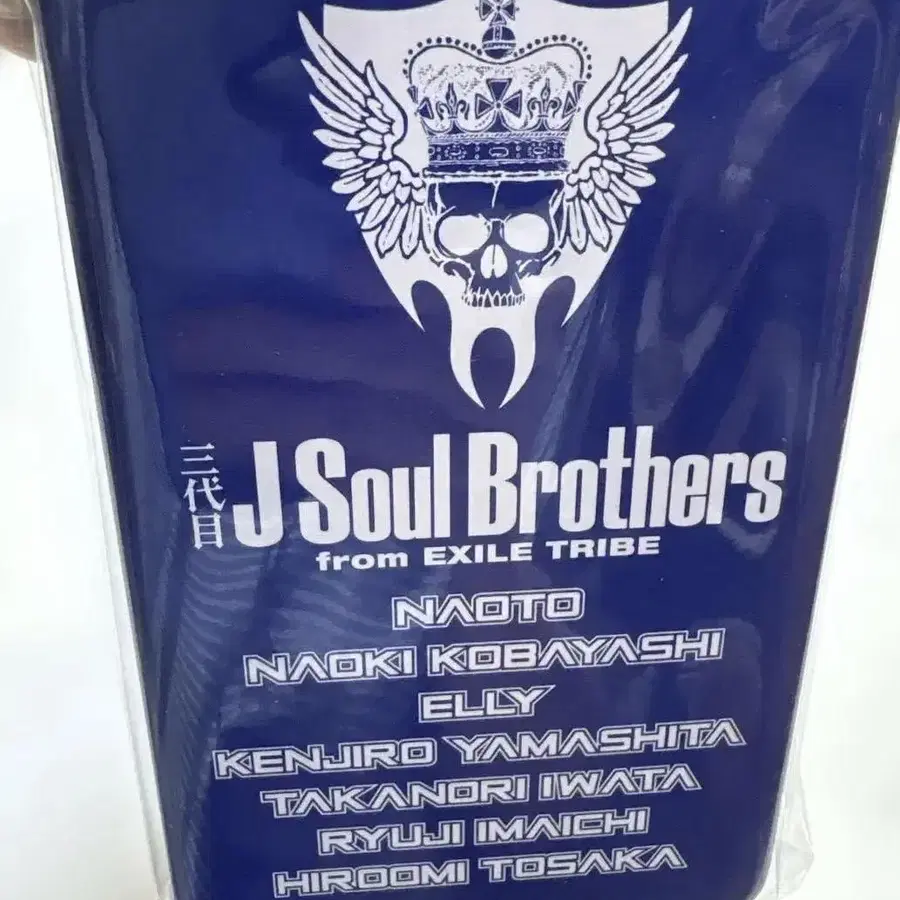 三代目
J Soul Brothers
from EXILE TRIBE
NAOTO
NAOKI KOBAYASHI
ELLY
KENJIRO YAMASHITA
TAKANORI IWATA
RYUJI IMAICHI
HIROOMI TOSAKA